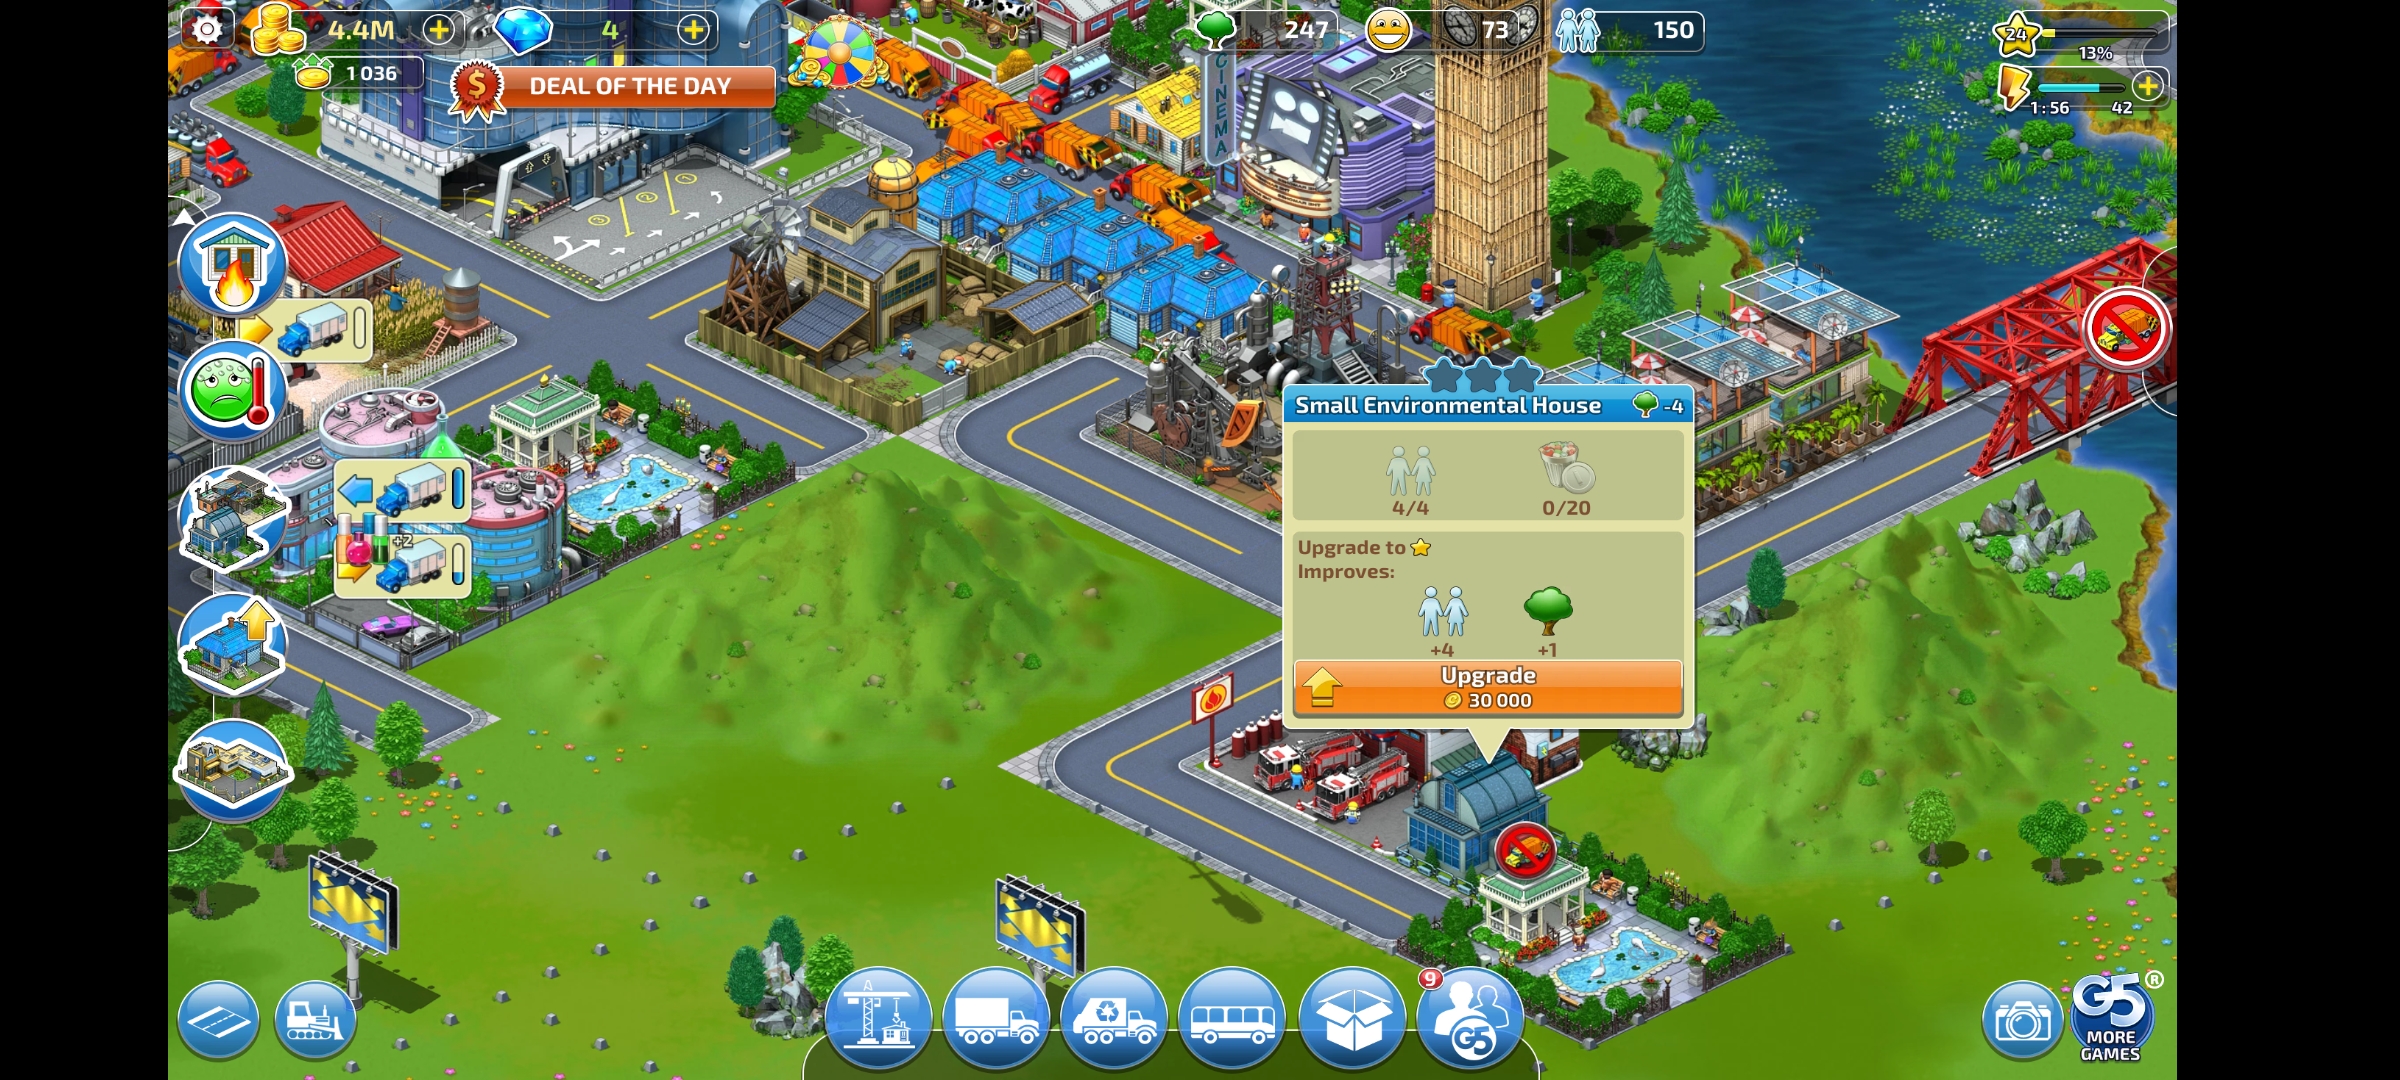 4.4M
4
247
73
150
24
13%
1 036
DEAL OF THE DAY
1:56
42
CINEMA
Small Environmental House
-4
4/4
0/20
Upgrade to
Improves:
+4
+1
Upgrade
30 000
+2
9
A
G5
G5
®
MORE
GAMES